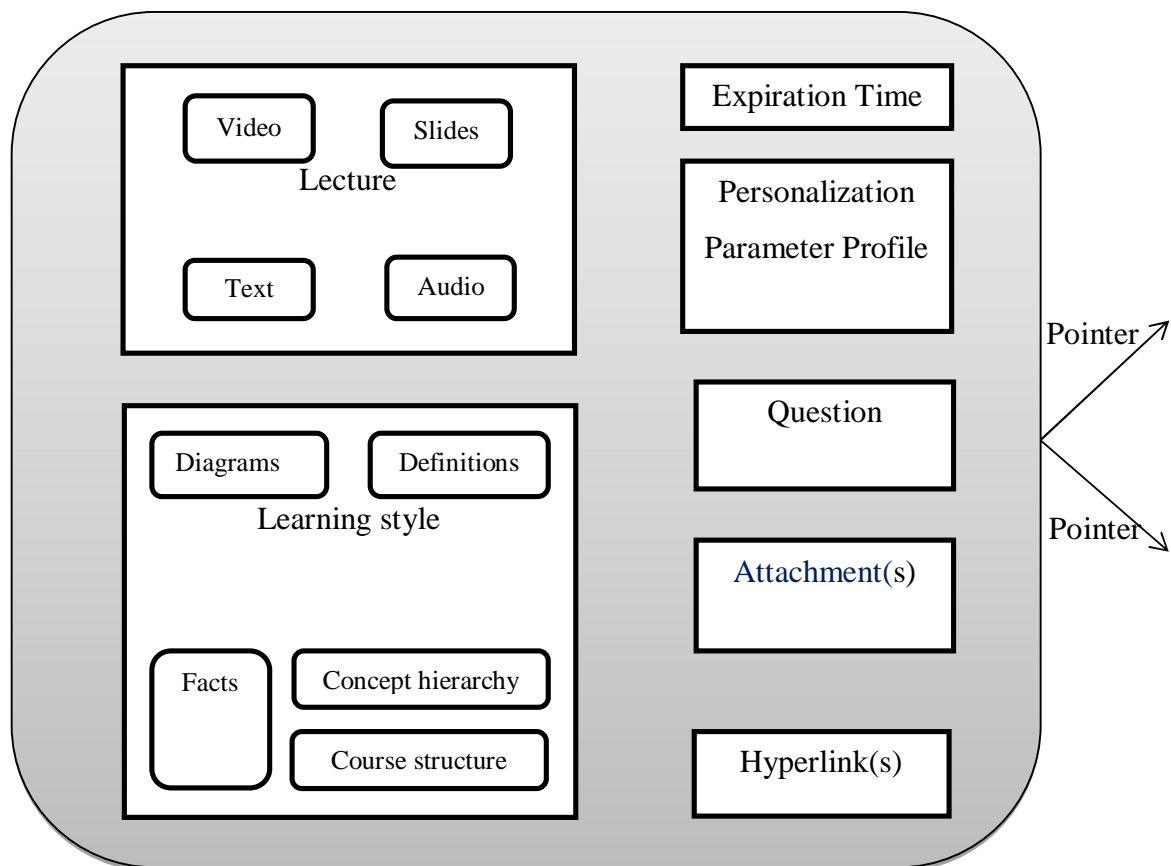 Video
Slides
Lecture
Text
Audio
Diagrams
Definitions
Learning style
Facts
Concept hierarchy
Course structure
Expiration Time
Personalization
Parameter Profile
Question
Attachment(s)
Hyperlink(s)
Pointer
Pointer